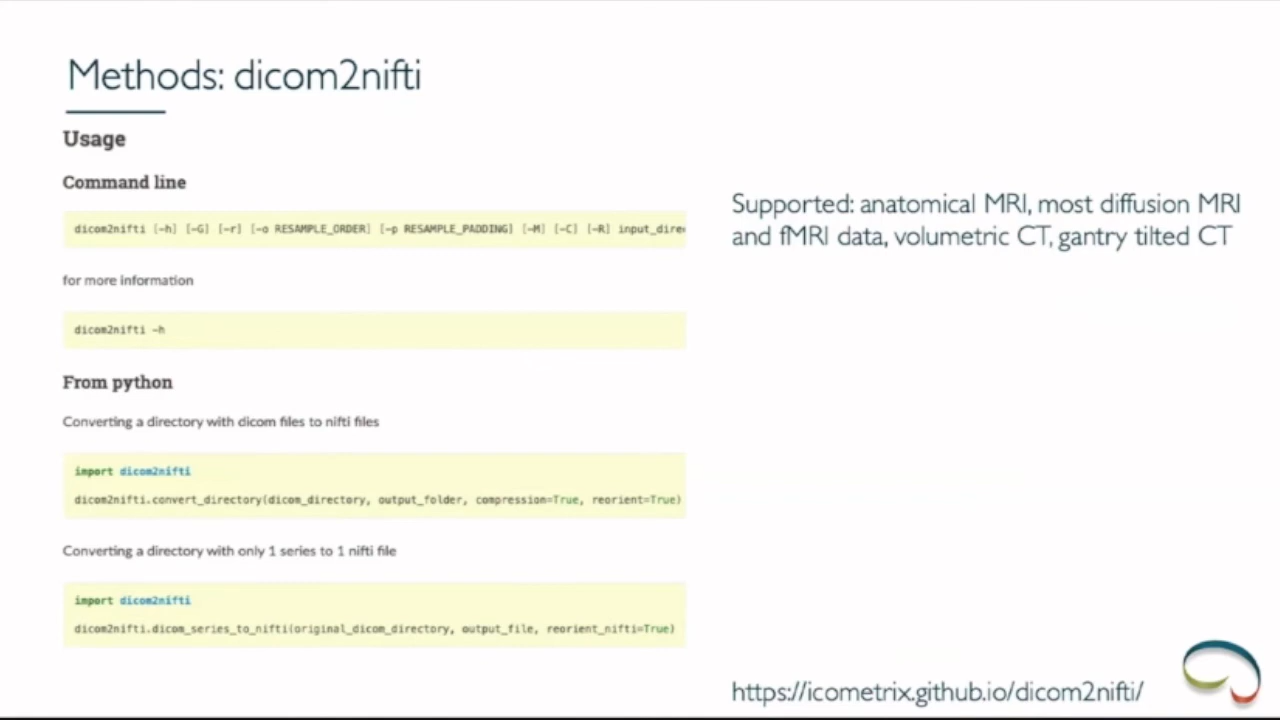 Methods: dicom2nifti
Usage
Command line
dicom2nifti [-h] [-G] [-r] [-o RESAMPLE_ORDER] [-p RESAMPLE_PADDING] [-M] [-C] [-R] input_direc
for more information
dicom2nifti -h
From python
Converting a directory with dicom files to nifti files
import dicom2nifti
dicom2nifti.convert_directory(dicom_directory, output_folder, compression=True, reorient=True)
Converting a directory with only 1 series to 1 nifti file
import dicom2nifti
dicom2nifti.dicom_series_to_nifti(original_dicom_directory, output_file, reorient_nifti=True)
Supported: anatomical MRI, most diffusion MRI
and fMRI data, volumetric CT, gantry tilted CT
https://icometrix.github.io/dicom2nifti/